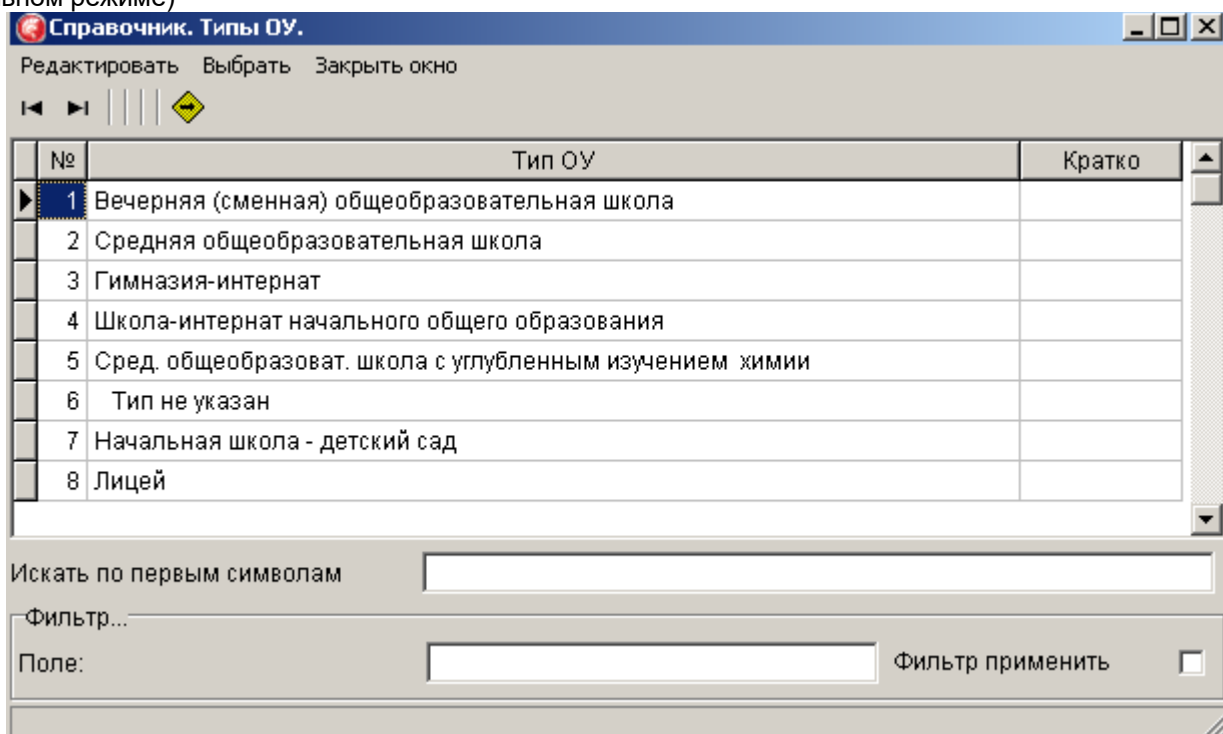 вном режиме)
Справочник. Типы ОУ.
Редактировать Выбрать Закрыть окно
№ Тип ОУ Кратко
1 Вечерняя (сменная) общеобразовательная школа
2 Средняя общеобразовательная школа
3 Гимназия-интернат
4 Школа-интернат начального общего образования
5 Сред. общеобразоват. школа с углубленным изучением химии
6 Тип не указан
7 Начальная школа - детский сад
8 Лицей
Искать по первым символам
Фильтр...
Поле: Фильтр применить